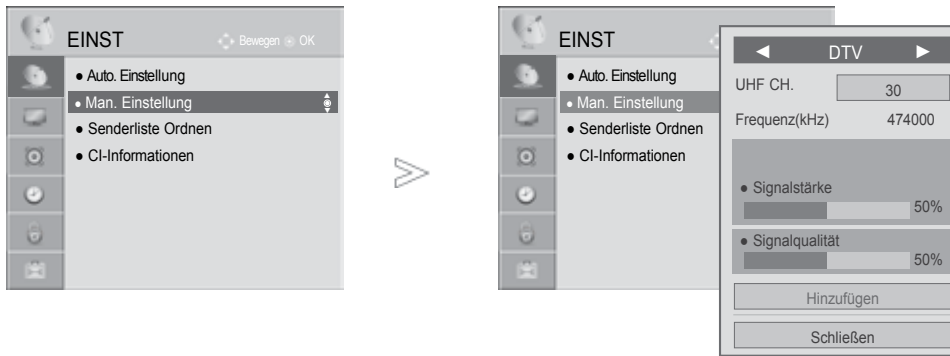 EINST
Bewegen OK
● Auto. Einstellung
● Man. Einstellung
● Senderliste Ordnen
● CI-Informationen
EINST
● Auto. Einstellung
● Man. Einstellung
● Senderliste Ordnen
● CI-Informationen
◄ DTV ►
UHF CH. 30
Frequenz(kHz) 474000
● Signalstärke
50%
● Signalqualität
50%
Hinzufügen
Schließen